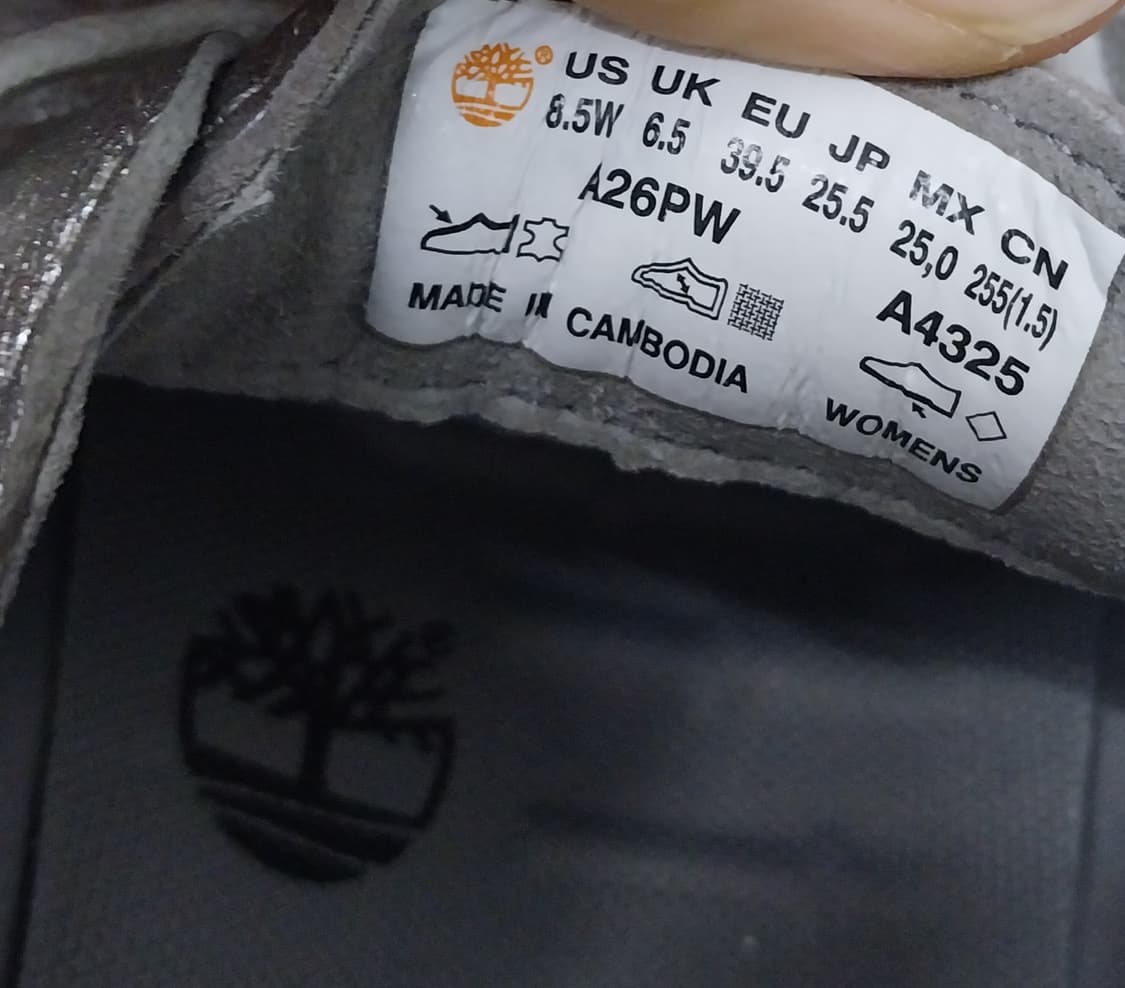 ® US UK EU JP MX CN
8.5W 6.5 39.5 25.5 25,0 255(1.5)
A26PW A4325
MADE IN CAMBODIA WOMENS